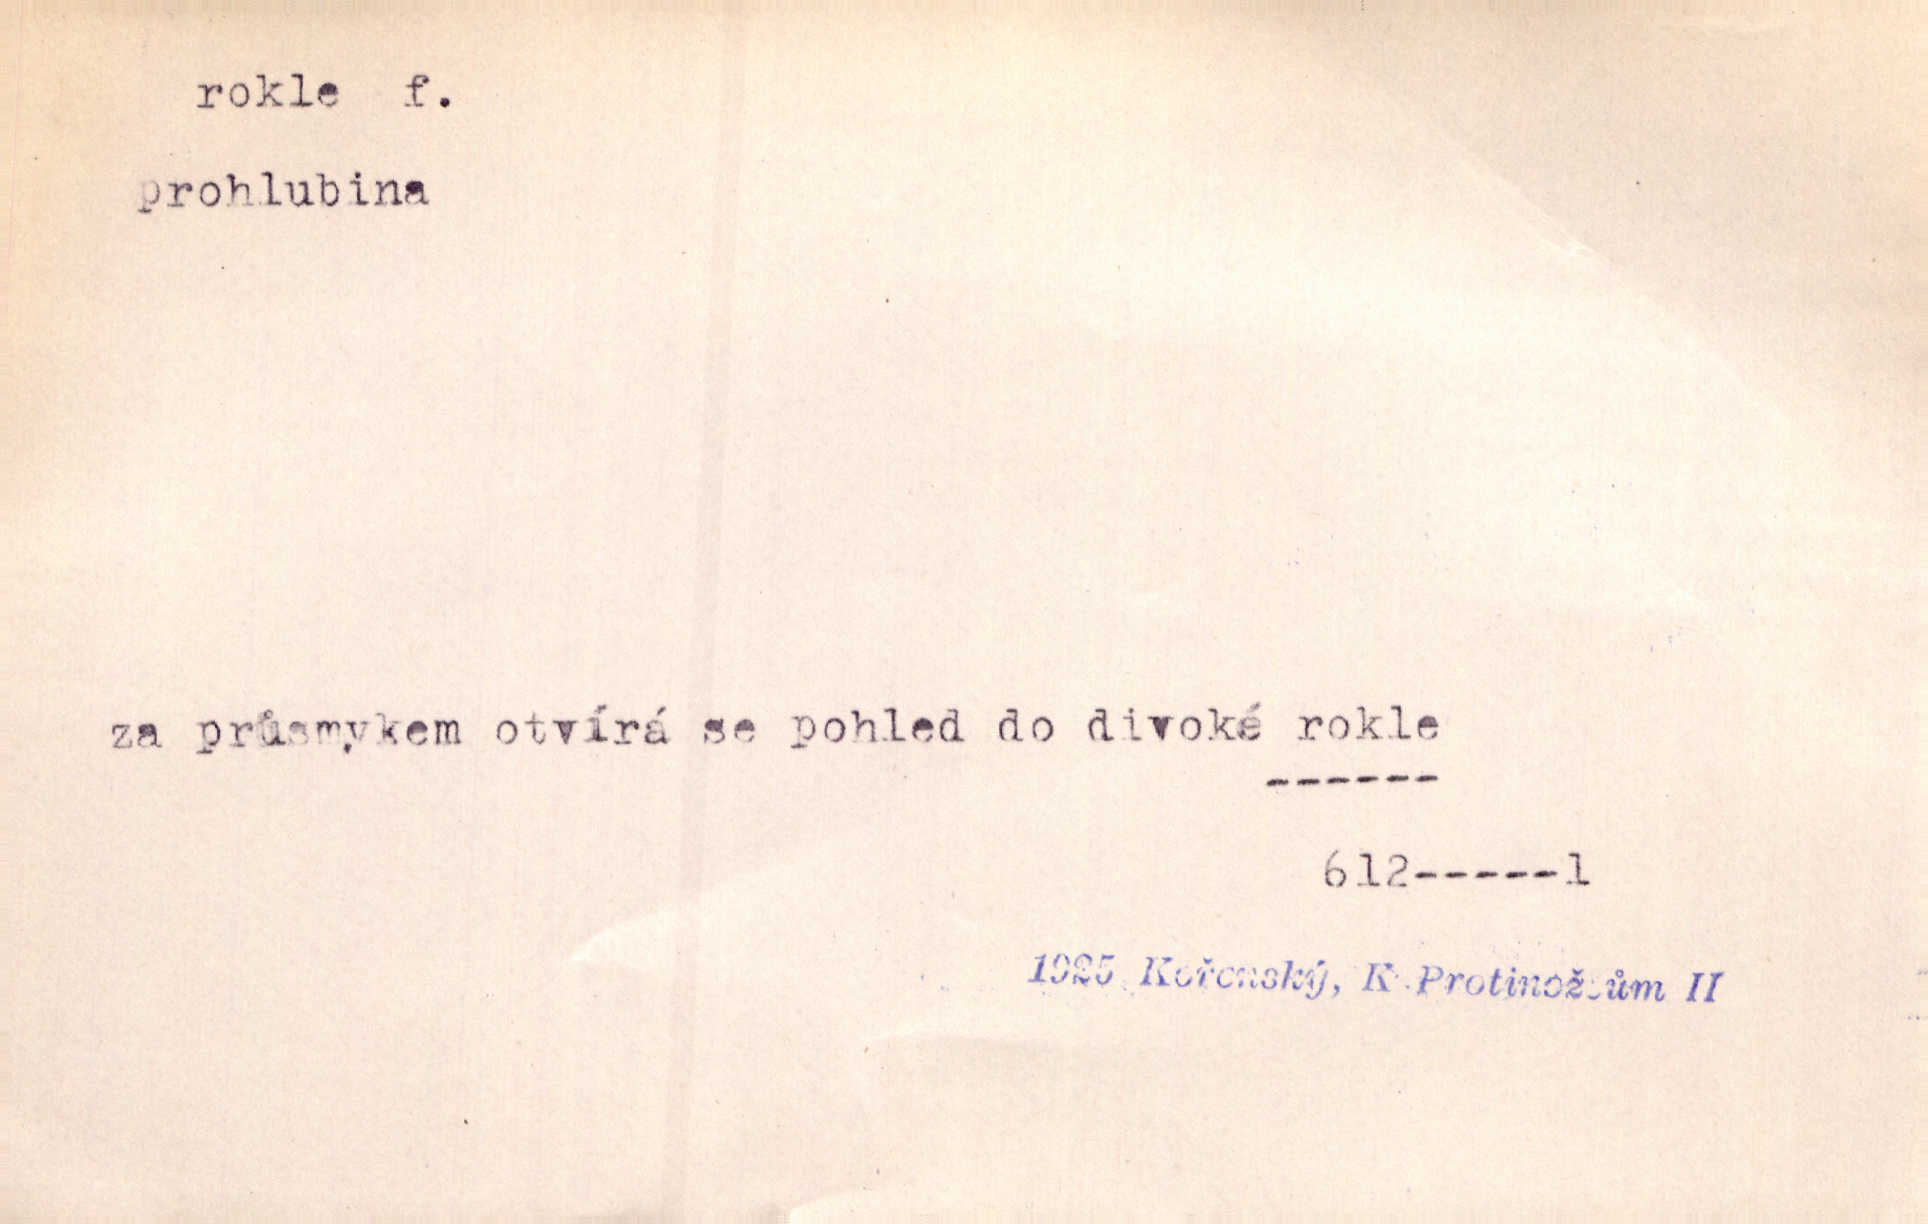 rokle f.
prohlubina
za průsmykem otvírá se pohled do divoké rokle
------
612-----1
1925 Kořenský, K Protinožcům II